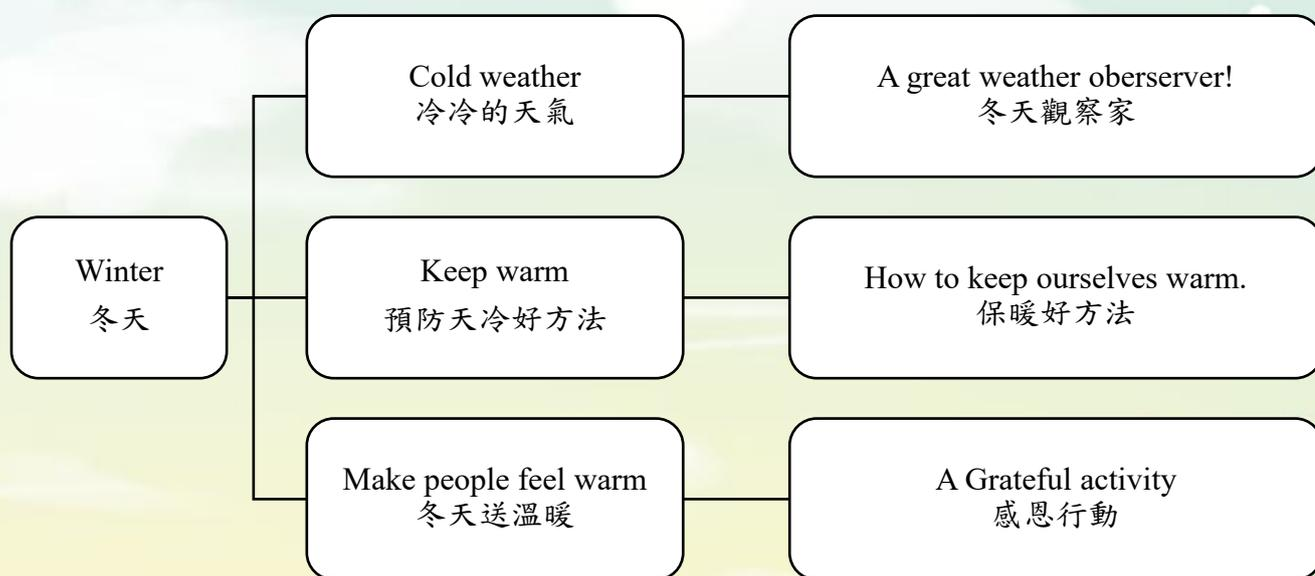 Winter
冬天
Cold weather
冷冷的天氣
A great weather oberserver!
冬天觀察家
Keep warm
預防天冷好方法
How to keep ourselves warm.
保暖好方法
Make people feel warm
冬天送溫暖
A Grateful activity
感恩行動